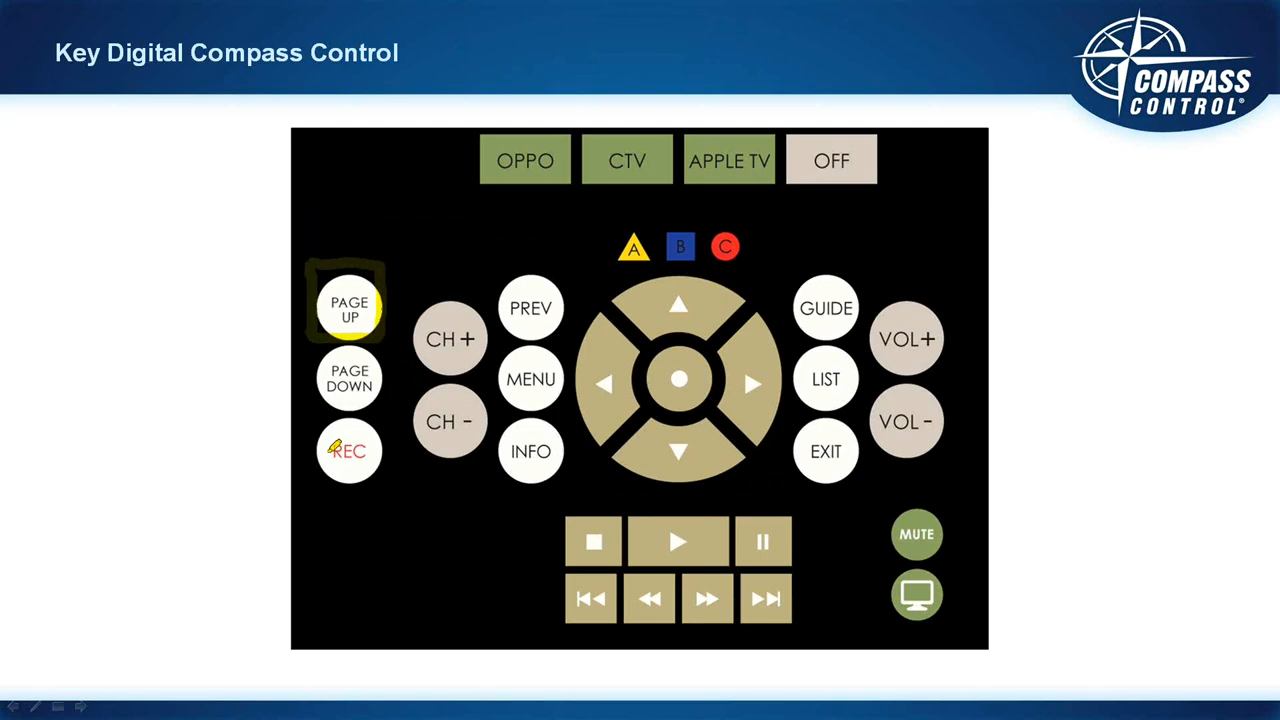 Key Digital Compass Control
COMPASS
CONTROL®
OPPO
CTV
APPLE TV
OFF
A
B
C
PAGE
UP
PAGE
DOWN
REC
CH +
CH -
PREV
MENU
INFO
GUIDE
LIST
EXIT
VOL+
VOL-
MUTE